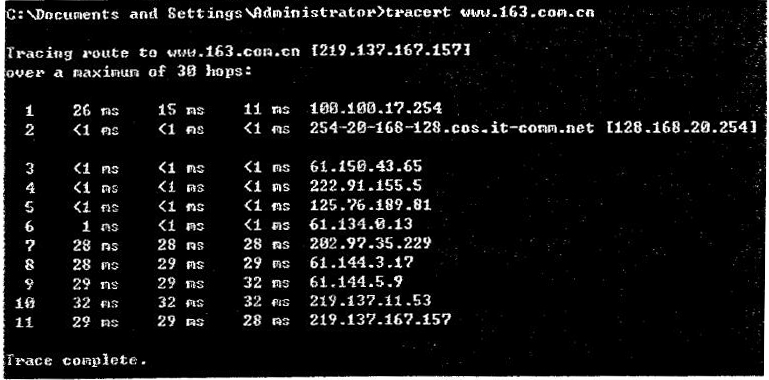 C:\Documents and Settings\Administrator>tracert www.163.com.cn
Tracing route to www.163.com.cn [219.137.167.157]
over a maximum of 30 hops:
1 26 ms 15 ms 11 ms 100.100.17.254
2 <1 ms <1 ms <1 ms 254-20-168-128.cos.it-comm.net [128.168.20.254]
3 <1 ms <1 ms <1 ms 61.150.43.65
4 <1 ms <1 ms <1 ms 222.91.155.5
5 <1 ms <1 ms <1 ms 125.76.189.81
6 1 ms <1 ms <1 ms 61.134.0.13
7 28 ms 28 ms 28 ms 202.97.35.229
8 28 ms 29 ms 29 ms 61.144.3.17
9 29 ms 29 ms 32 ms 61.144.5.9
10 32 ms 32 ms 32 ms 219.137.11.53
11 29 ms 29 ms 28 ms 219.137.167.157
Trace complete.